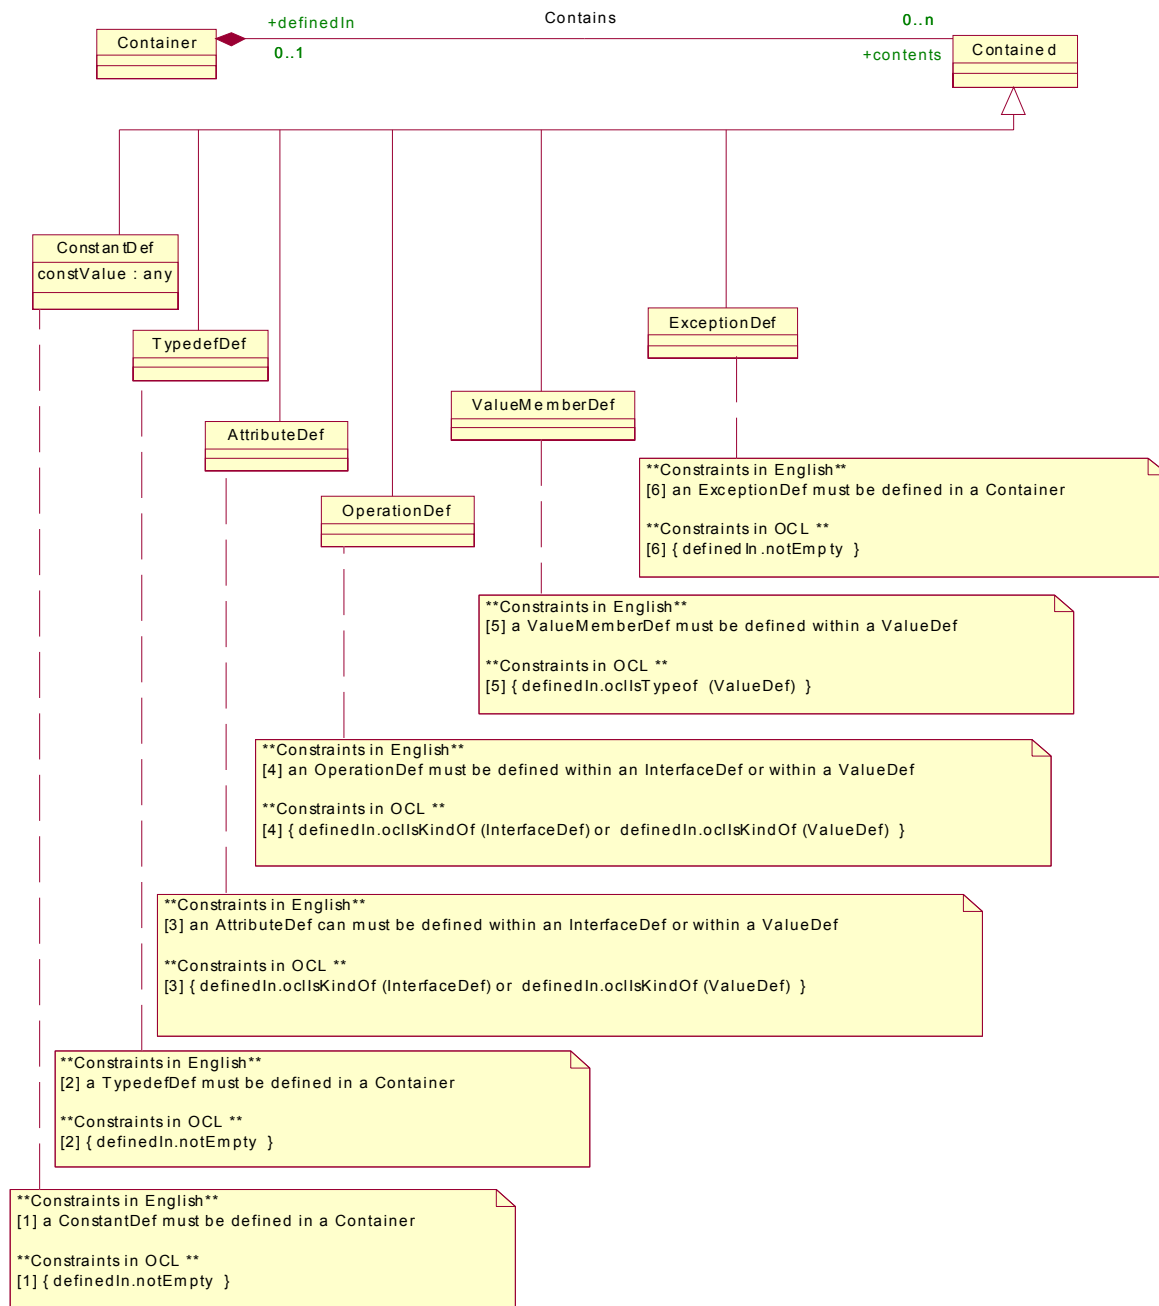 +definedIn
Contains
0..n
Container
0..1
+contents
Contained
ConstantDef
constValue : any
TypedefDef
ExceptionDef
AttributeDef
ValueMemberDef
OperationDef
**Constraints in English**
[6] an ExceptionDef must be defined in a Container
**Constraints in OCL **
[6] { definedIn.notEmpty }
**Constraints in English**
[5] a ValueMemberDef must be defined within a ValueDef
**Constraints in OCL **
[5] { definedIn.oclIsTypeof (ValueDef) }
**Constraints in English**
[4] an OperationDef must be defined within an InterfaceDef or within a ValueDef
**Constraints in OCL **
[4] { definedIn.oclIsKindOf (InterfaceDef) or definedIn.oclIsKindOf (ValueDef) }
**Constraints in English**
[3] an AttributeDef can must be defined within an InterfaceDef or within a ValueDef
**Constraints in OCL **
[3] { definedIn.oclIsKindOf (InterfaceDef) or definedIn.oclIsKindOf (ValueDef) }
**Constraints in English**
[2] a TypedefDef must be defined in a Container
**Constraints in OCL **
[2] { definedIn.notEmpty }
**Constraints in English**
[1] a ConstantDef must be defined in a Container
**Constraints in OCL **
[1] { definedIn.notEmpty }